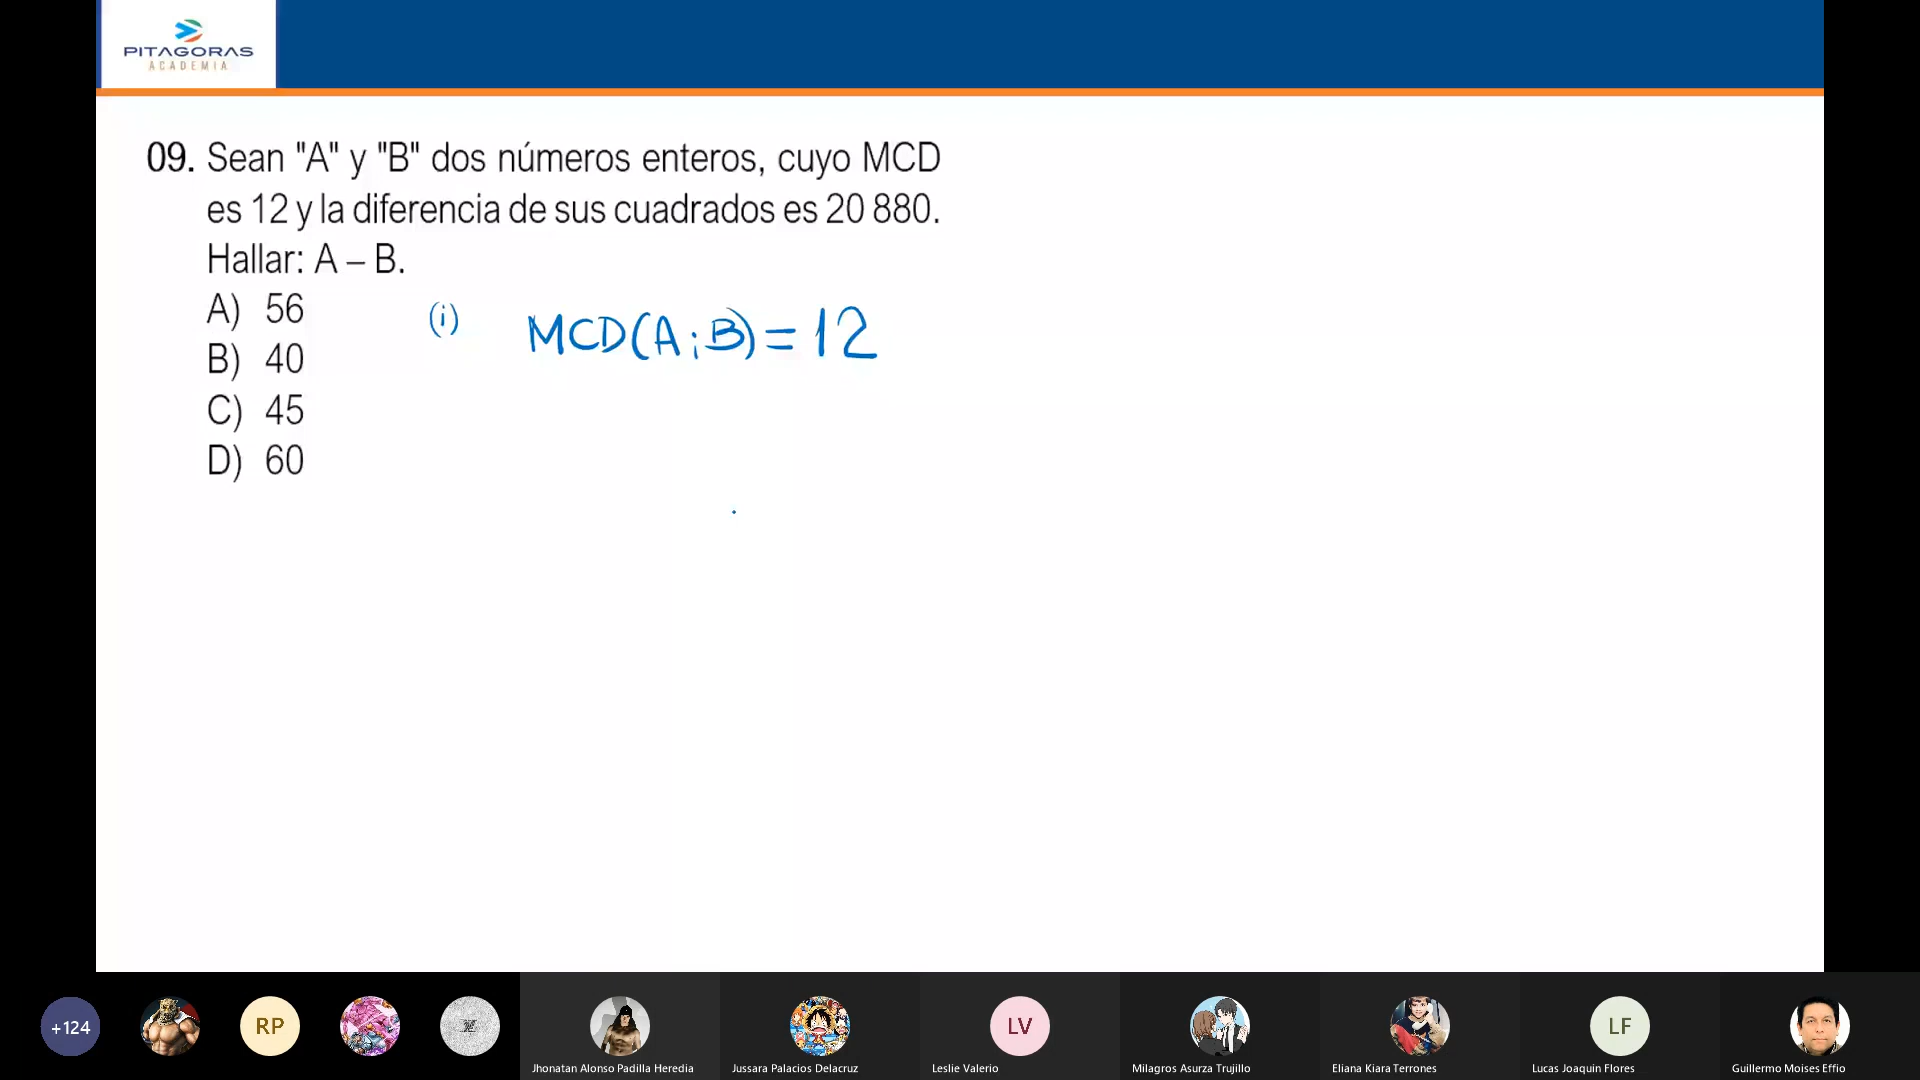 PITAGORAS
ACADEMIA
09. Sean "A" y "B" dos números enteros, cuyo MCD
es 12 y la diferencia de sus cuadrados es 20 880.
Hallar: A – B.
A) 56
B) 40
C) 45
D) 60
(i) MCD(A;B)=12
+124
RP
LV
LF
Jhonatan Alonso Padilla Heredia
Jussara Palacios Delacruz
Leslie Valerio
Milagros Asurza Trujillo
Eliana Kiara Terrones
Lucas Joaquin Flores
Guillermo Moises Effio